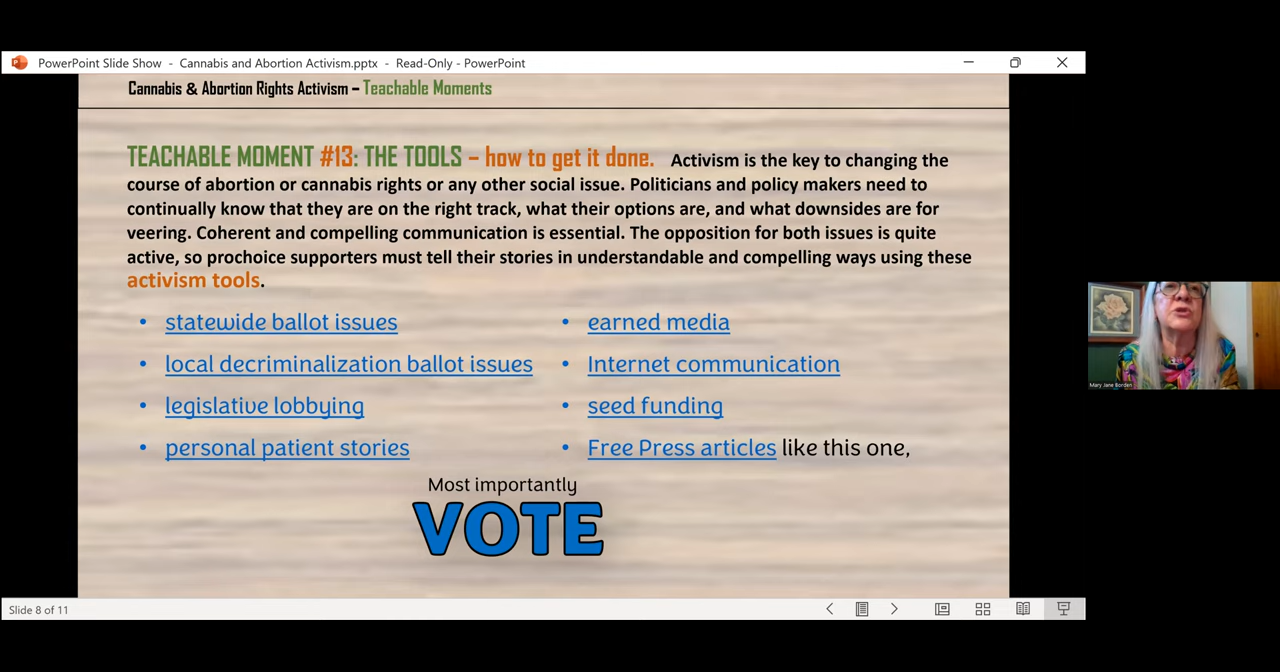 PowerPoint Slide Show - Cannabis and Abortion Activism.pptx - Read-Only - PowerPoint
Cannabis & Abortion Rights Activism – Teachable Moments
TEACHABLE MOMENT #13: THE TOOLS – how to get it done. Activism is the key to changing the
course of abortion or cannabis rights or any other social issue. Politicians and policy makers need to
continually know that they are on the right track, what their options are, and what downsides are for
veering. Coherent and compelling communication is essential. The opposition for both issues is quite
active, so prochoice supporters must tell their stories in understandable and compelling ways using these
activism tools.
• statewide ballot issues
• local decriminalization ballot issues
• legislative lobbying
• personal patient stories
• earned media
• Internet communication
• seed funding
• Free Press articles like this one,
Most importantly
VOTE
Slide 8 of 11
Mary Jane Borden